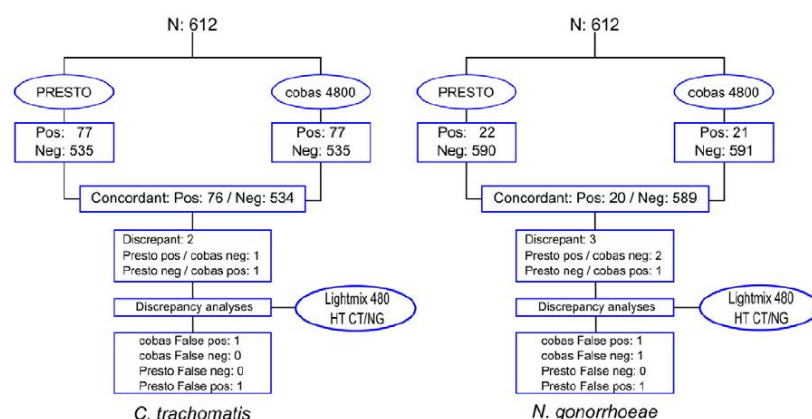 N: 612
PRESTO
cobas 4800
Pos: 77
Neg: 535
Pos: 77
Neg: 535
Concordant: Pos: 76 / Neg: 534
Discrepant: 2
Presto pos / cobas neg: 1
Presto neg / cobas pos: 1
Discrepancy analyses
Lightmix 480
HT CT/NG
cobas False pos: 1
cobas False neg: 0
Presto False neg: 0
Presto False pos: 1
C. trachomatis
N: 612
PRESTO
cobas 4800
Pos: 22
Neg: 590
Pos: 21
Neg: 591
Concordant: Pos: 20 / Neg: 589
Discrepant: 3
Presto pos / cobas neg: 2
Presto neg / cobas pos: 1
Discrepancy analyses
Lightmix 480
HT CT/NG
cobas False pos: 1
cobas False neg: 1
Presto False neg: 0
Presto False pos: 1
N. gonorrhoeae